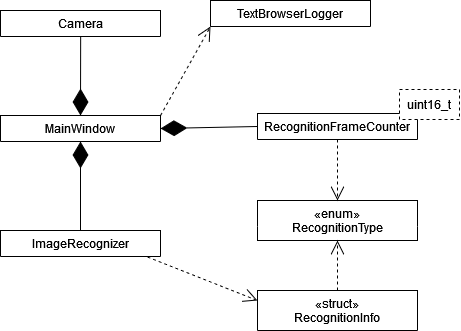 Camera
TextBrowserLogger
uint16_t
MainWindow
RecognitionFrameCounter
«enum»
RecognitionType
ImageRecognizer
«struct»
RecognitionInfo